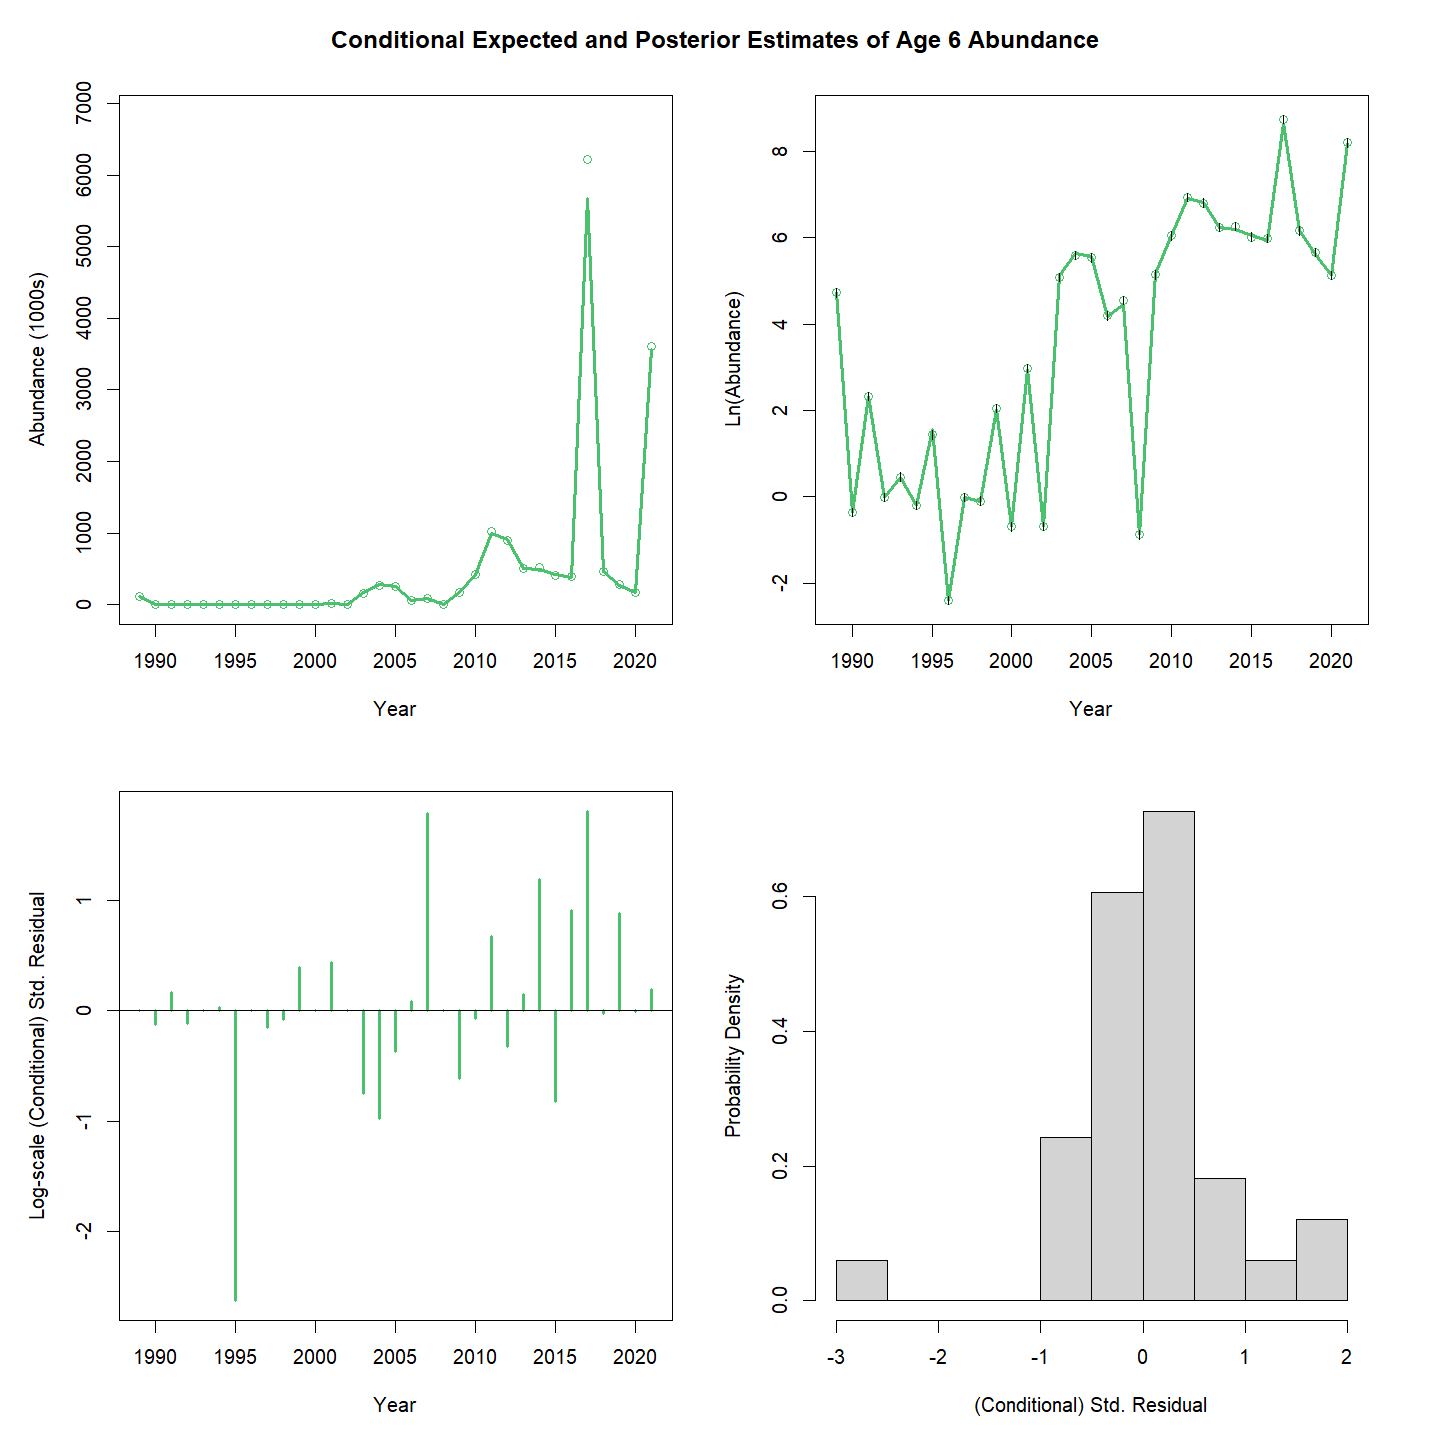 Conditional Expected and Posterior Estimates of Age 6 Abundance
Abundance (1000s)
0 1000 2000 3000 4000 5000 6000 7000
1990 1995 2000 2005 2010 2015 2020
Year
Ln(Abundance)
-2 0 2 4 6 8
1990 1995 2000 2005 2010 2015 2020
Year
Log-scale (Conditional) Std. Residual
-2 -1 0 1
1990 1995 2000 2005 2010 2015 2020
Year
Probability Density
0.0 0.2 0.4 0.6
-3 -2 -1 0 1 2
(Conditional) Std. Residual